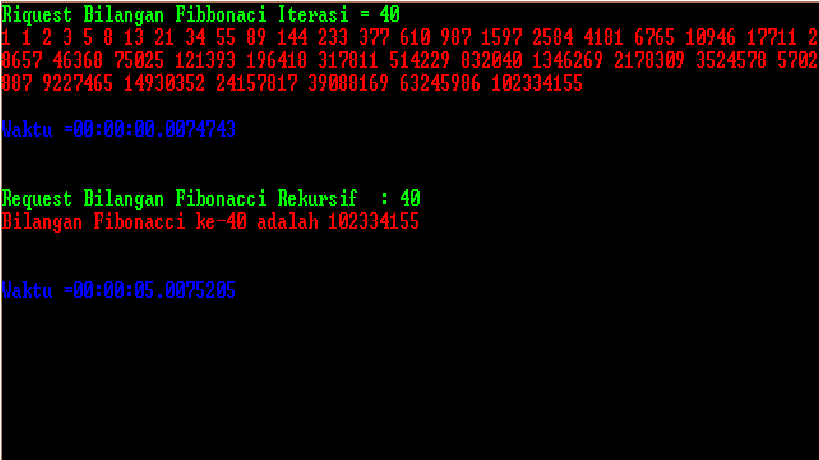 Riquest Bilangan Fibbonaci Iterasi = 40
1 1 2 3 5 8 13 21 34 55 89 144 233 377 610 987 1597 2584 4181 6765 10946 17711 2
8657 46368 75025 121393 196418 317811 514229 832040 1346269 2178309 3524578 5702
887 9227465 14930352 24157817 39088169 63245986 102334155
Waktu =00:00:00.0074743
Request Bilangan Fibonacci Rekursif : 40
Bilangan Fibonacci ke-40 adalah 102334155
Waktu =00:00:05.0075205